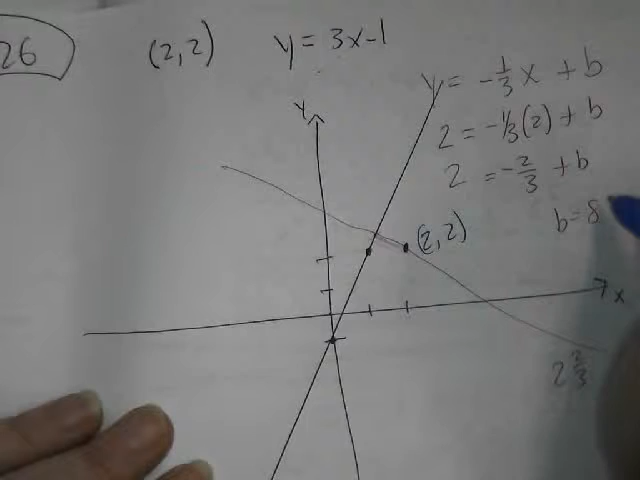 26
(2,2)
y = 3x-1
y = -1/3x + b
2 = -1/3(2) + b
2 = -2/3 + b
b=8
y
(2,2)
x
2 2/3